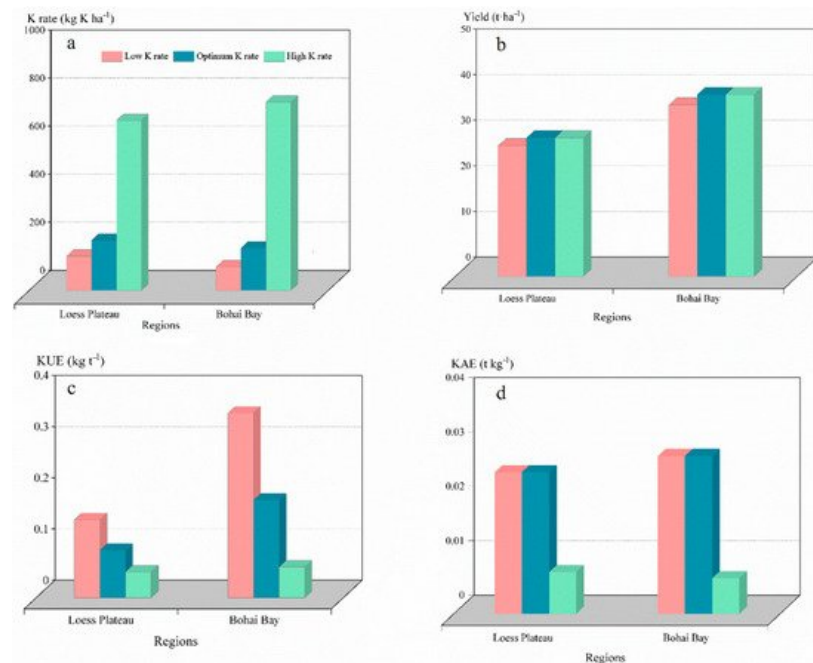 K rate (kg K ha⁻¹)
1000
a
Low K rate Optimum K rate High K rate
800
600
400
200
0
Loess Plateau Bohai Bay
Regions
Yield (t·ha⁻¹)
50
b
40
30
20
10
0
Loess Plateau Bohai Bay
Regions
KUE (kg t⁻¹)
0.4
c
0.3
0.2
0.1
0
Loess Plateau Bohai Bay
Regions
KAE (t kg⁻¹)
0.04
d
0.03
0.02
0.01
0
Loess Plateau Bohai Bay
Regions